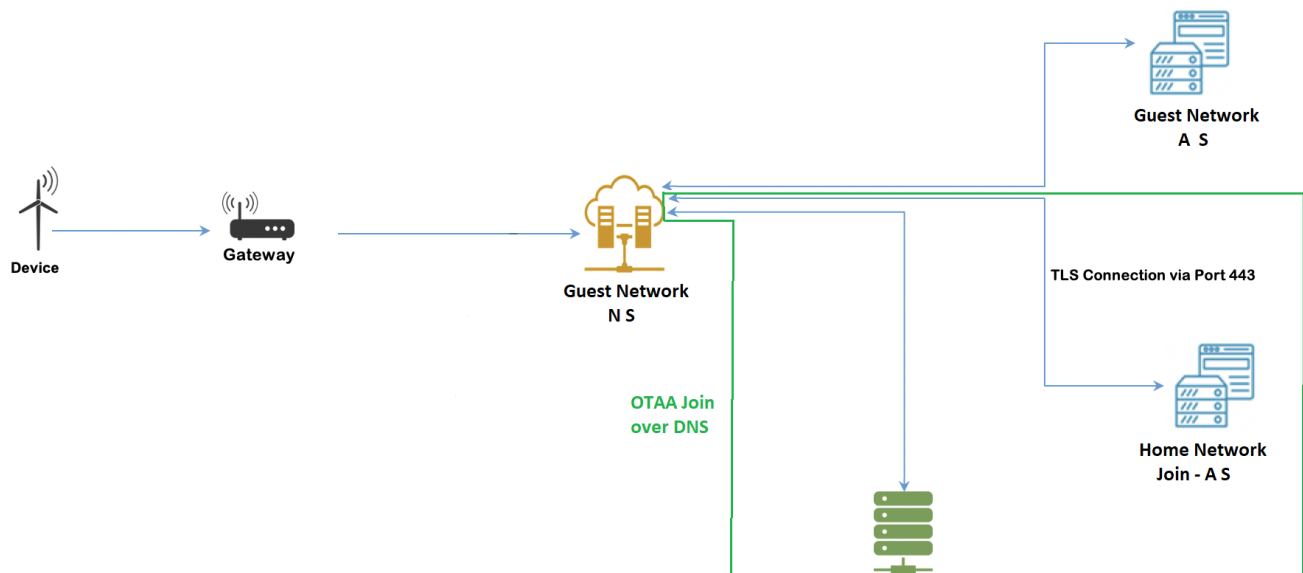 Guest Network
A S
Device
Gateway
Guest Network
N S
TLS Connection via Port 443
OTAA Join
over DNS
Home Network
Join - A S